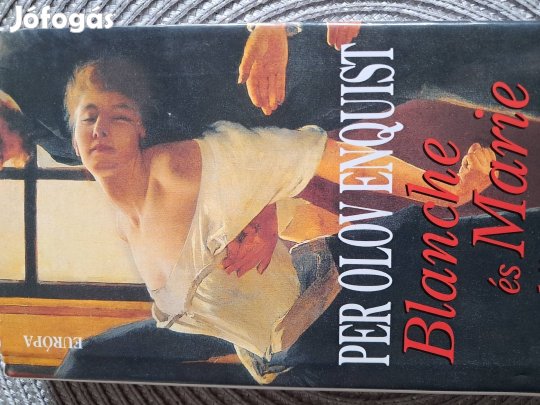 Jófogás
PER OLOV ENQUIST
Blanche
és Marie
EURÓPA